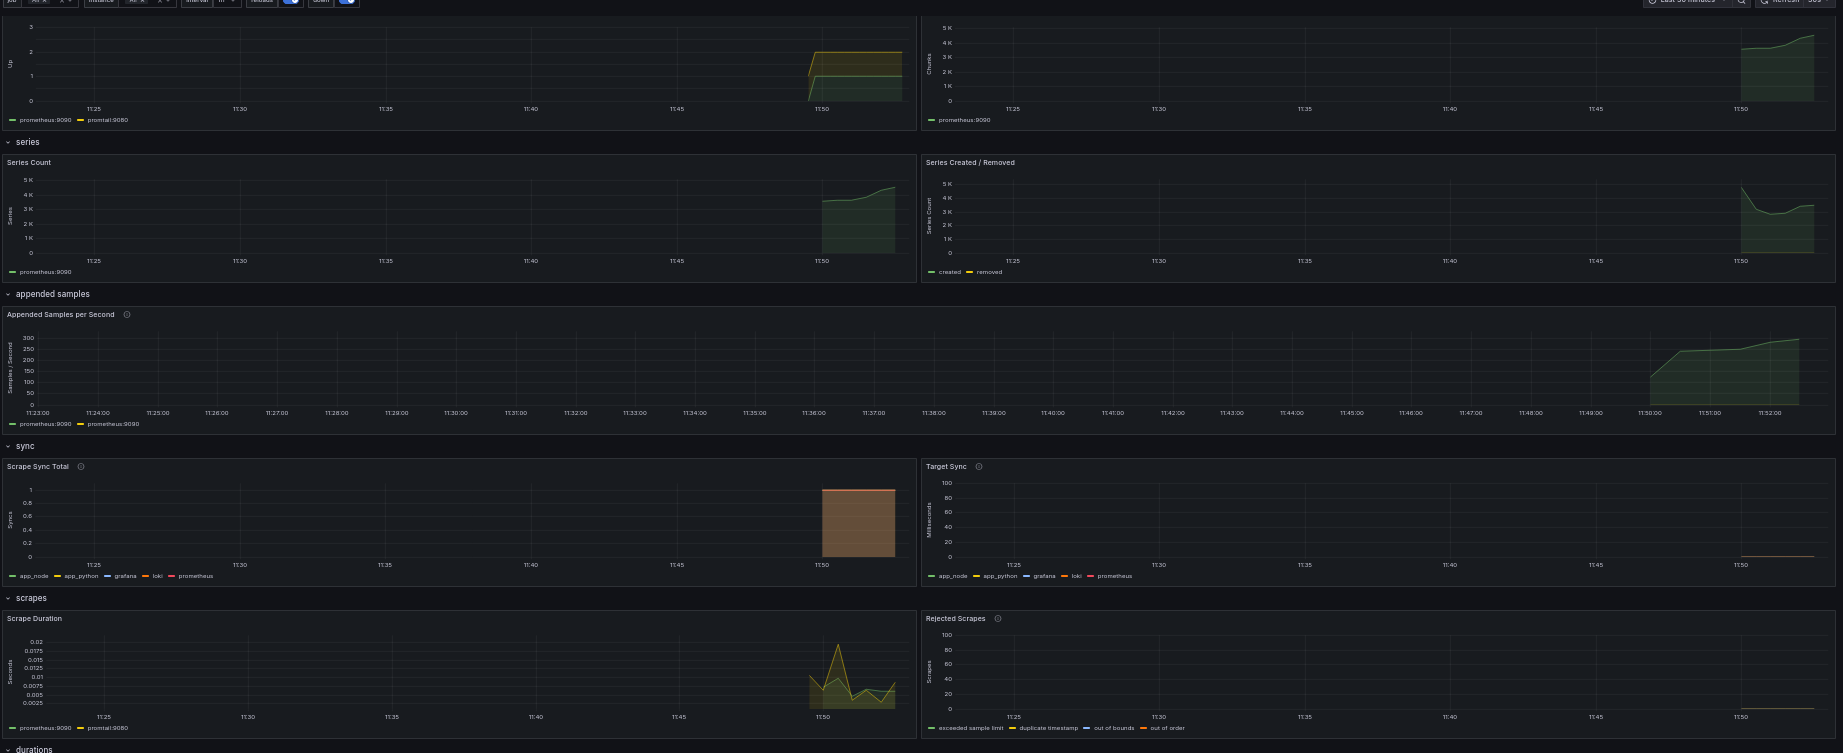 Job All x x Instance All x x Interval 1h reloads down Last 30 minutes Refresh 30s
3
2
1
0
Up
11:25 11:30 11:35 11:40 11:45 11:50
prometheus:9090 promtail:9080
5 K
4 K
3 K
2 K
1 K
0
Chunks
11:25 11:30 11:35 11:40 11:45 11:50
prometheus:9090
series
Series Count
5 K
4 K
3 K
2 K
1 K
0
Series
11:25 11:30 11:35 11:40 11:45 11:50
prometheus:9090
Series Created / Removed
5 K
4 K
3 K
2 K
1 K
0
Series Count
11:25 11:30 11:35 11:40 11:45 11:50
created removed
appended samples
Appended Samples per Second
300
250
200
150
100
50
0
Samples / Second
11:23:00 11:24:00 11:25:00 11:26:00 11:27:00 11:28:00 11:29:00 11:30:00 11:31:00 11:32:00 11:33:00 11:34:00 11:35:00 11:36:00 11:37:00 11:38:00 11:39:00 11:40:00 11:41:00 11:42:00 11:43:00 11:44:00 11:45:00 11:46:00 11:47:00 11:48:00 11:49:00 11:50:00 11:51:00 11:52:00
prometheus:9090 prometheus:9090
sync
Scrape Sync Total
1
0.8
0.6
0.4
0.2
0
Syncs
11:25 11:30 11:35 11:40 11:45 11:50
app_node app_python grafana loki prometheus
Target Sync
100
80
60
40
20
0
Milliseconds
11:25 11:30 11:35 11:40 11:45 11:50
app_node app_python grafana loki prometheus
scrapes
Scrape Duration
0.02
0.0175
0.015
0.0125
0.01
0.0075
0.005
0.0025
Seconds
11:25 11:30 11:35 11:40 11:45 11:50
prometheus:9090 promtail:9080
Rejected Scrapes
100
80
60
40
20
0
Scrapes
11:25 11:30 11:35 11:40 11:45 11:50
exceeded sample limit duplicate timestamp out of bounds out of order
durations